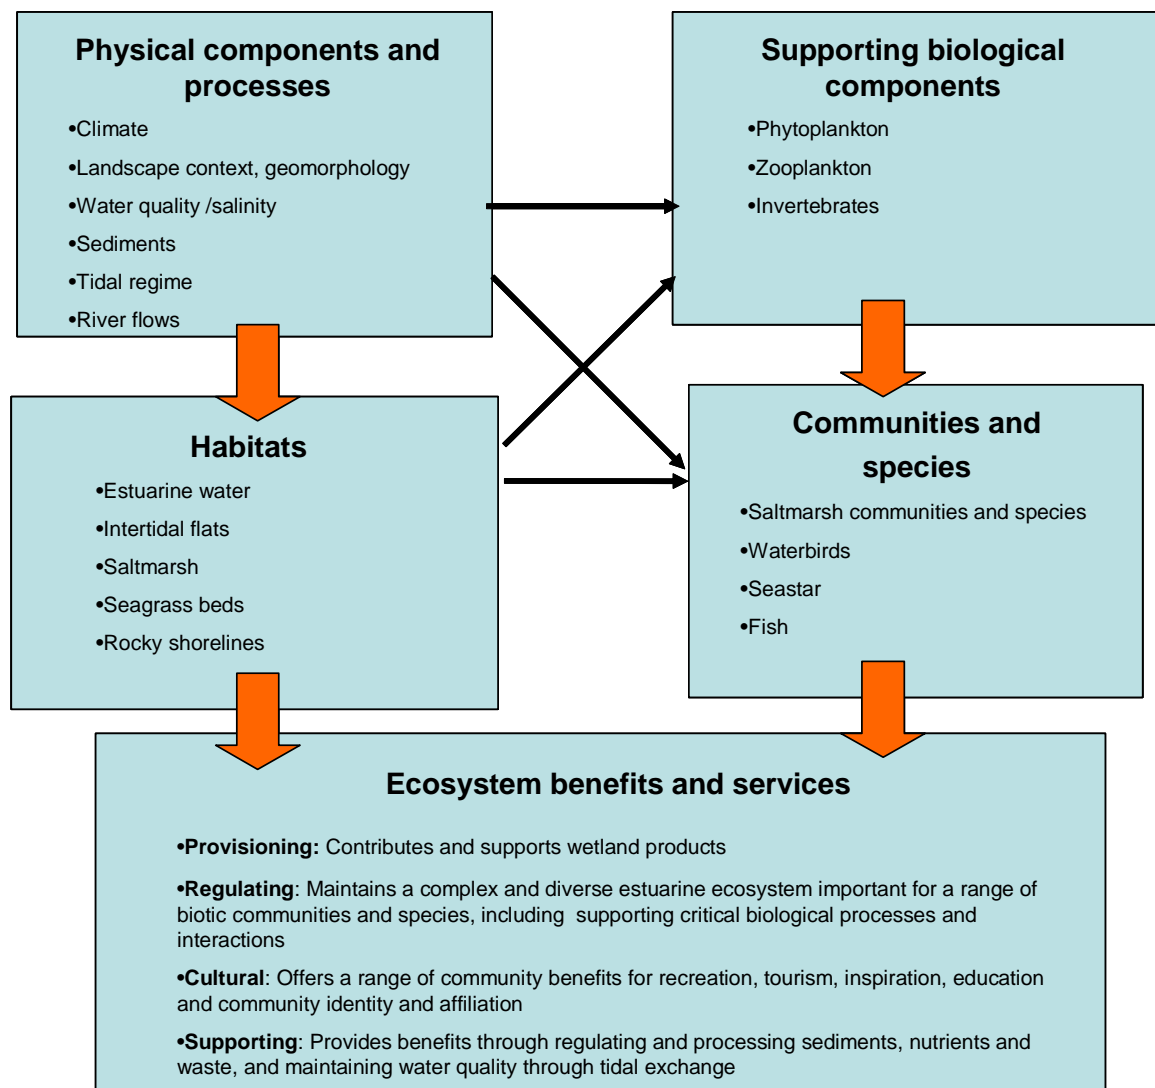 Physical components and
processes
•Climate
•Landscape context, geomorphology
•Water quality /salinity
•Sediments
•Tidal regime
•River flows
Supporting biological
components
•Phytoplankton
•Zooplankton
•Invertebrates
Habitats
•Estuarine water
•Intertidal flats
•Saltmarsh
•Seagrass beds
•Rocky shorelines
Communities and
species
•Saltmarsh communities and species
•Waterbirds
•Seastar
•Fish
Ecosystem benefits and services
•Provisioning: Contributes and supports wetland products
•Regulating: Maintains a complex and diverse estuarine ecosystem important for a range of
biotic communities and species, including  supporting critical biological processes and
interactions
•Cultural: Offers a range of community benefits for recreation, tourism, inspiration, education
and community identity and affiliation
•Supporting: Provides benefits through regulating and processing sediments, nutrients and
waste, and maintaining water quality through tidal exchange